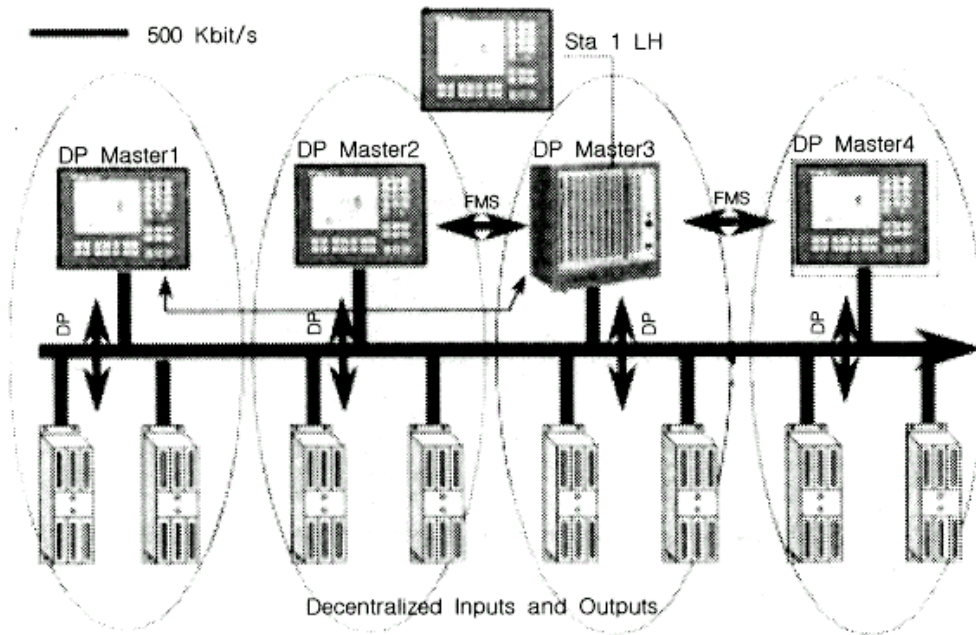 500 Kbit/s
Sta 1 LH
DP Master1
DP Master2
DP Master3
DP Master4
FMS
FMS
DP
DP
DP
DP
Decentralized Inputs and Outputs